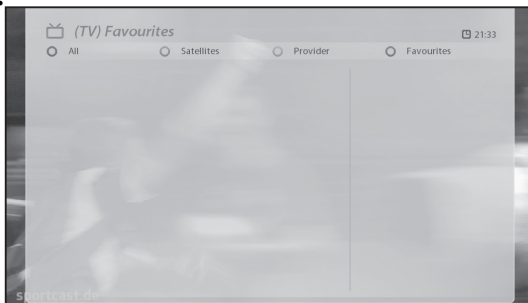 (TV) Favourites
21:33
All Satellites Provider Favourites
sportcast.de